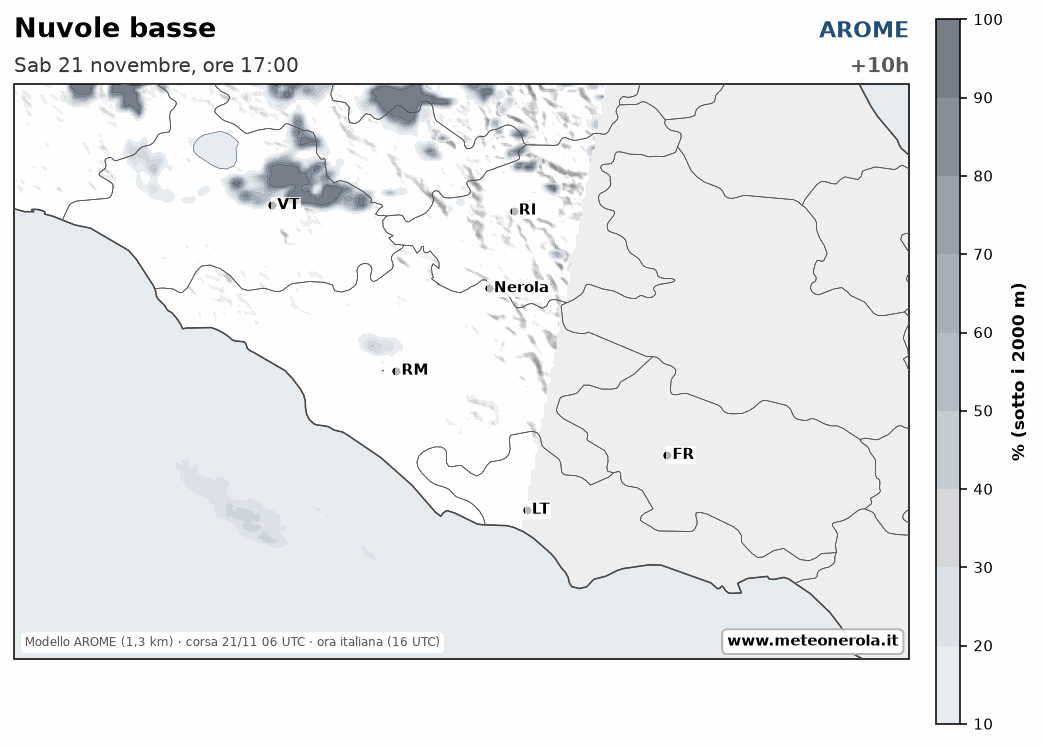 Nuvole basse
AROME
Sab 21 novembre, ore 17:00
+10h
100
90
80
70
60
50
40
30
20
10
% (sotto i 2000 m)
VT
RI
Nerola
RM
FR
LT
Modello AROME (1,3 km) · corsa 21/11 06 UTC · ora italiana (16 UTC)
www.meteonerola.it